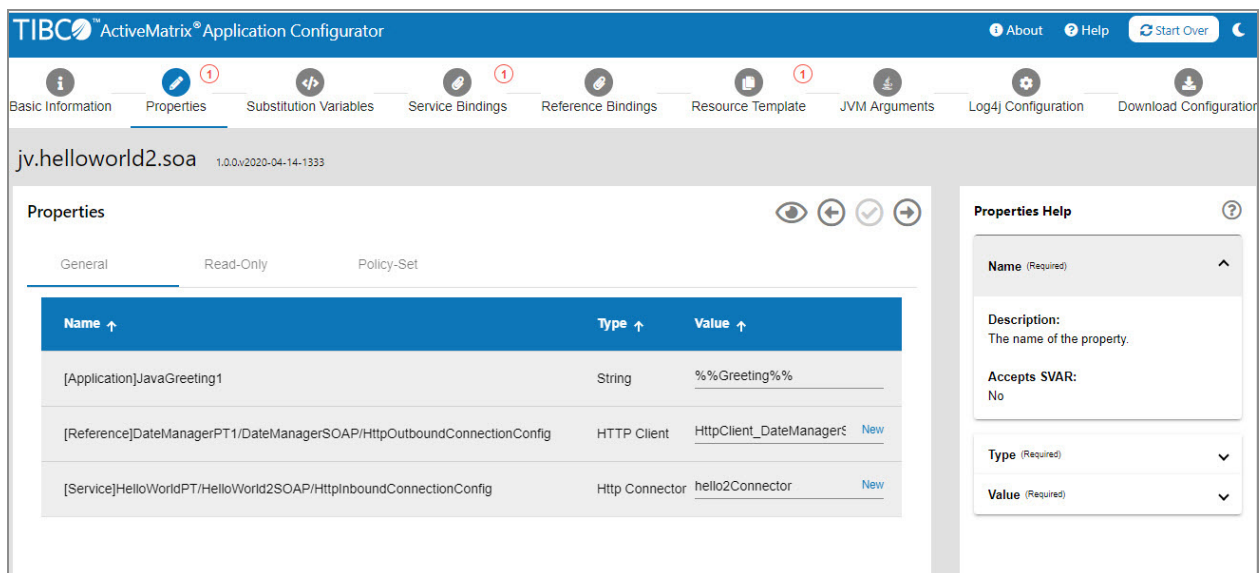 TIBCO™ ActiveMatrix® Application Configurator
About Help Start Over
1 1 1
Basic Information Properties Substitution Variables Service Bindings Reference Bindings Resource Template JVM Arguments Log4j Configuration Download Configuration
jv.helloworld2.soa 1.0.0.v2020-04-14-1333
Properties
General Read-Only Policy-Set
Name Type Value
[Application]JavaGreeting1 String %%Greeting%%
[Reference]DateManagerPT1/DateManagerSOAP/HttpOutboundConnectionConfig HTTP Client HttpClient_DateManagerS New
[Service]HelloWorldPT/HelloWorld2SOAP/HttpInboundConnectionConfig Http Connector hello2Connector New
Properties Help
Name (Required)
Description:
The name of the property.
Accepts SVAR:
No
Type (Required)
Value (Required)